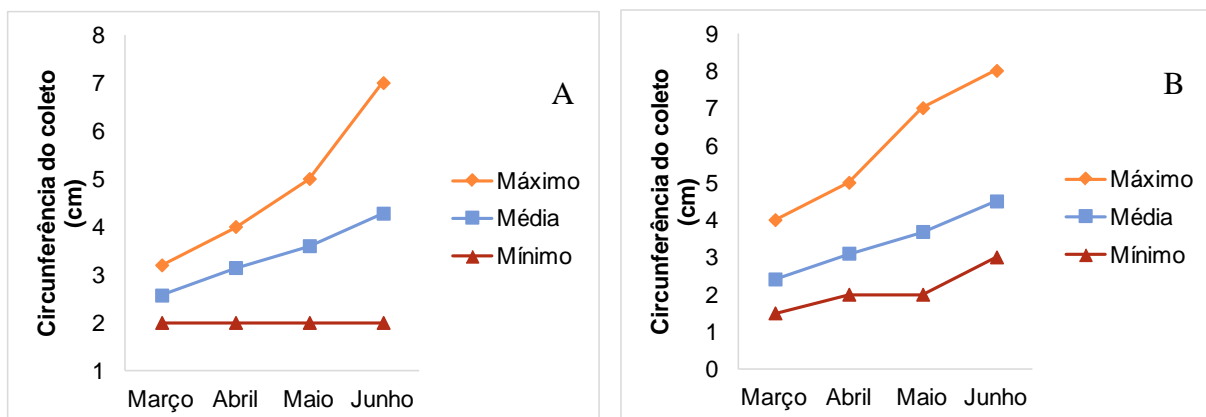 8
7
6
5
4
3
2
1
Circunferência do coleto
(cm)
Março Abril Maio Junho
A
Máximo
Média
Mínimo
9
8
7
6
5
4
3
2
1
0
Circunferência do coleto
(cm)
Março Abril Maio Junho
B
Máximo
Média
Mínimo